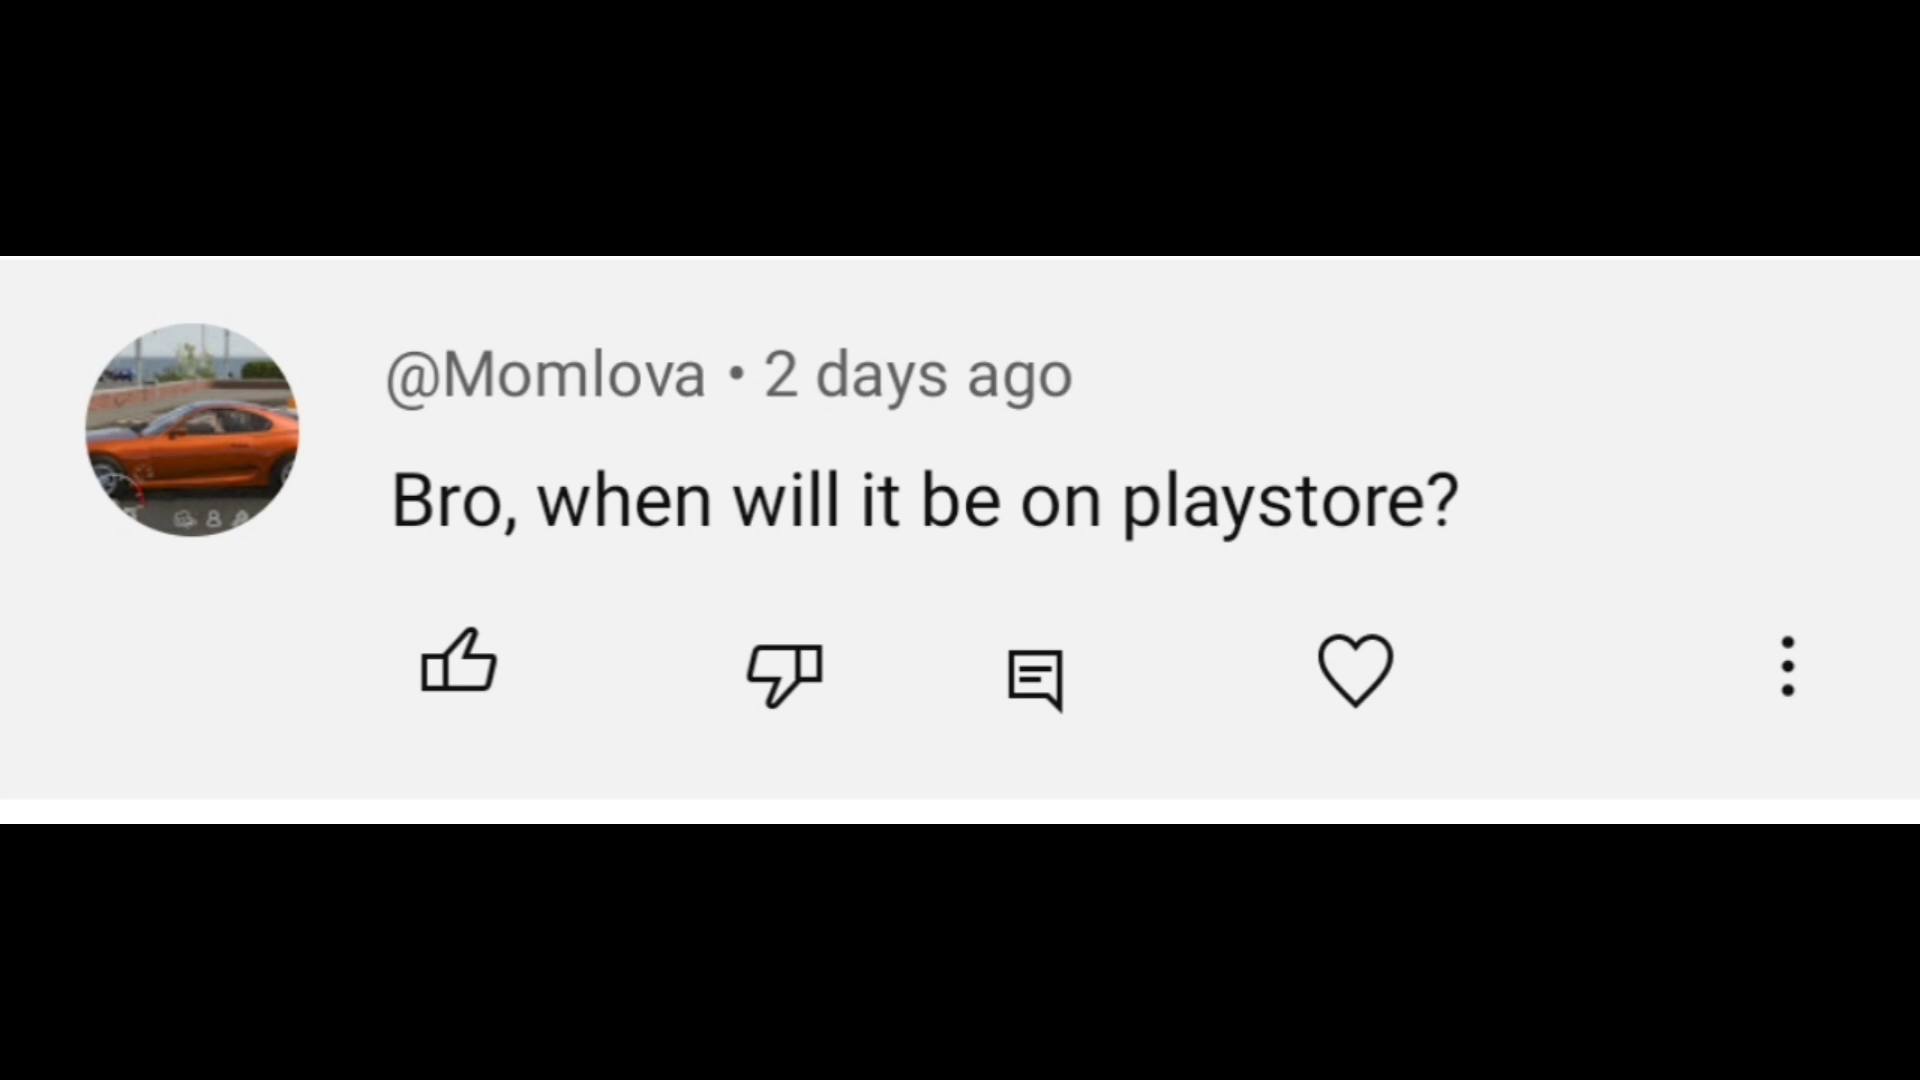 @Momlova • 2 days ago
Bro, when will it be on playstore?